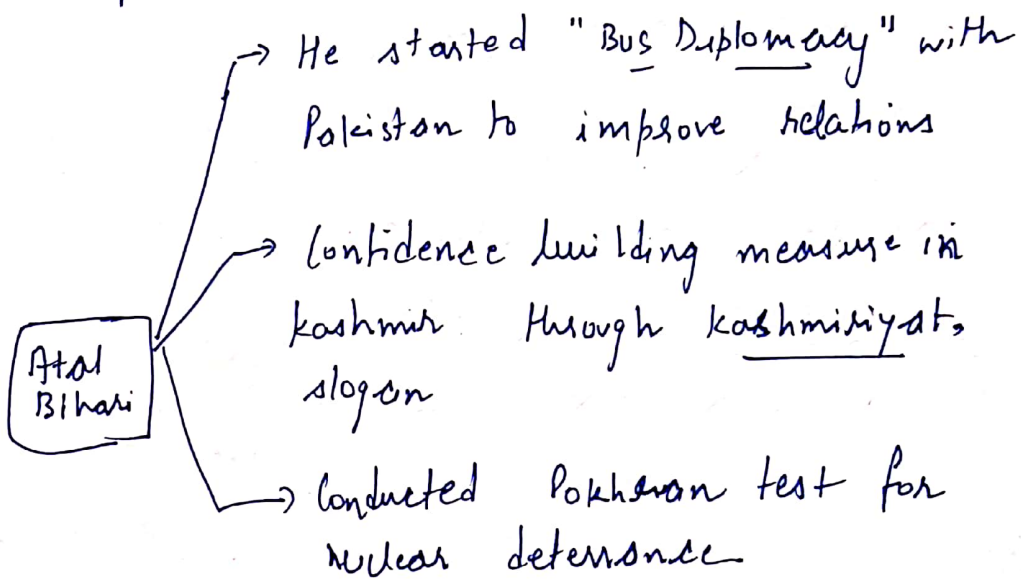 He started "Bus Diplomacy" with
Pakistan to improve relations
Confidence building measure in
Kashmir through Kashmiriyat,
slogan
Atal
Bihari
Conducted Pokhran test for
nuclear deterrance